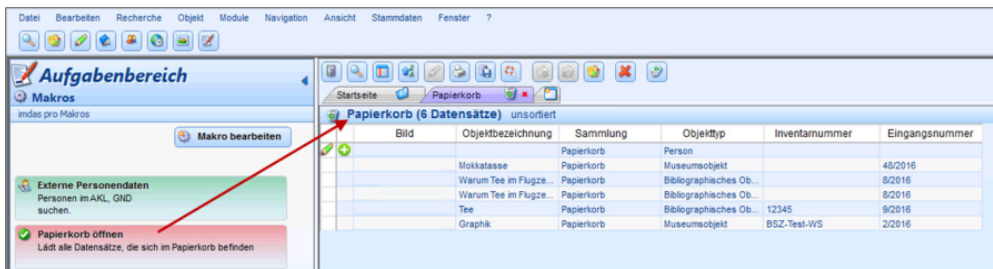 Datei Bearbeiten Recherche Objekt Module Navigation Ansicht Stammdaten Fenster ?
Aufgabenbereich
Makros
imdas pro Makros
Makro bearbeiten
Externe Personendaten
Personen im AKL, GND
suchen.
Papierkorb öffnen
Lädt alle Datensätze, die sich im Papierkorb befinden
Startseite Papierkorb
Papierkorb (6 Datensätze) unsortiert
Bild Objektbezeichnung Sammlung Objekttyp Inventarnummer Eingangsnummer
Papierkorb Person
Mokkatasse Papierkorb Museumsobjekt 48/2016
Warum Tee im Flugze... Papierkorb Bibliographisches Ob... 8/2016
Warum Tee im Flugze... Papierkorb Bibliographisches Ob... 8/2016
Tee Papierkorb Bibliographisches Ob... 12345 9/2016
Graphik Papierkorb Museumsobjekt BSZ-Test-WS 2/2016